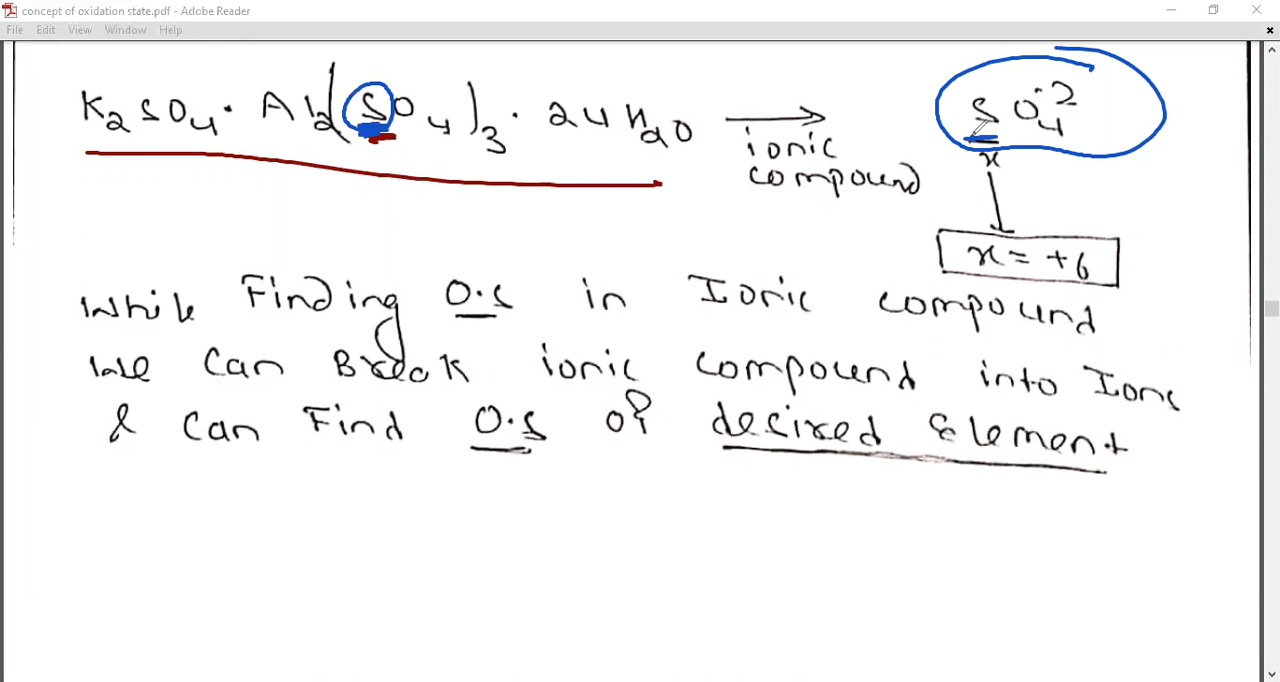 concept of oxidation state.pdf - Adobe Reader
File Edit View Window Help
K₂SO₄· Al₂(SO₄)₃ · 24H₂O ⟶ SO₄⁻²
ionic
compound
x
x = +6
While Finding O.S in Ionic compound
We Can Break ionic compound into Ions
& Can Find O.S of desired Element